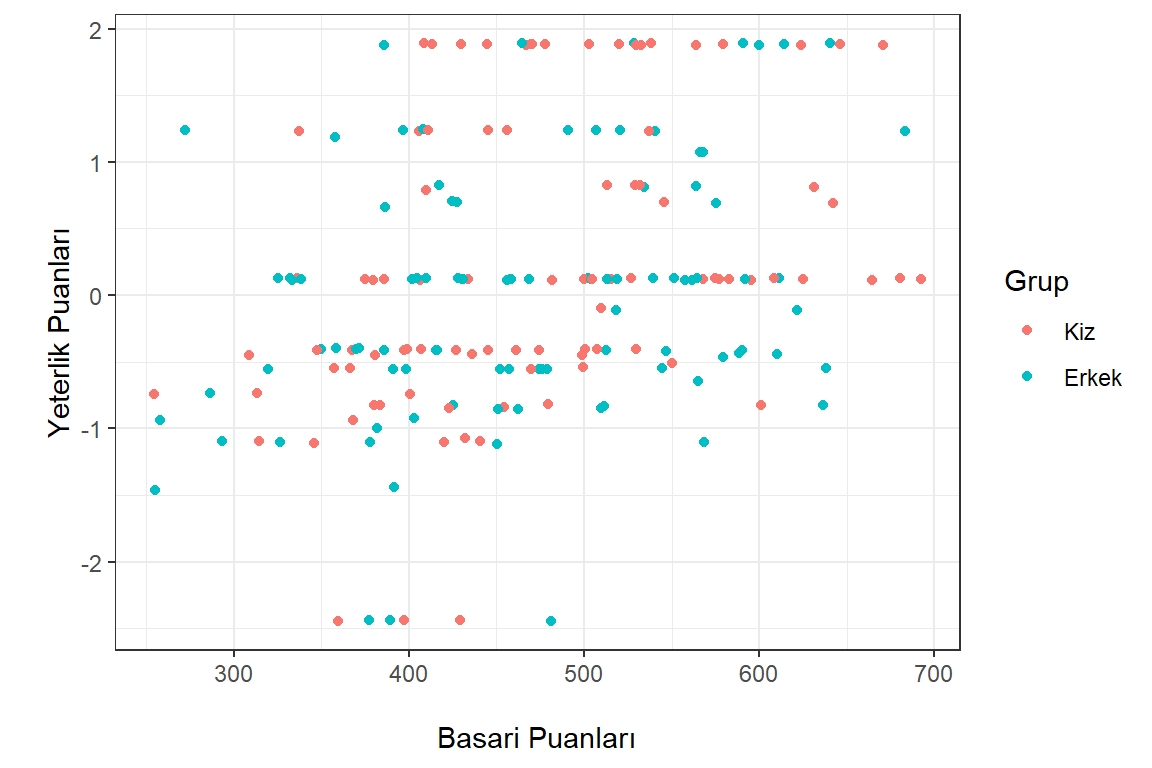 2
1
0
-1
-2
Yeterlik Puanları
300
400
500
600
700
Basari Puanları
Grup
Kiz
Erkek